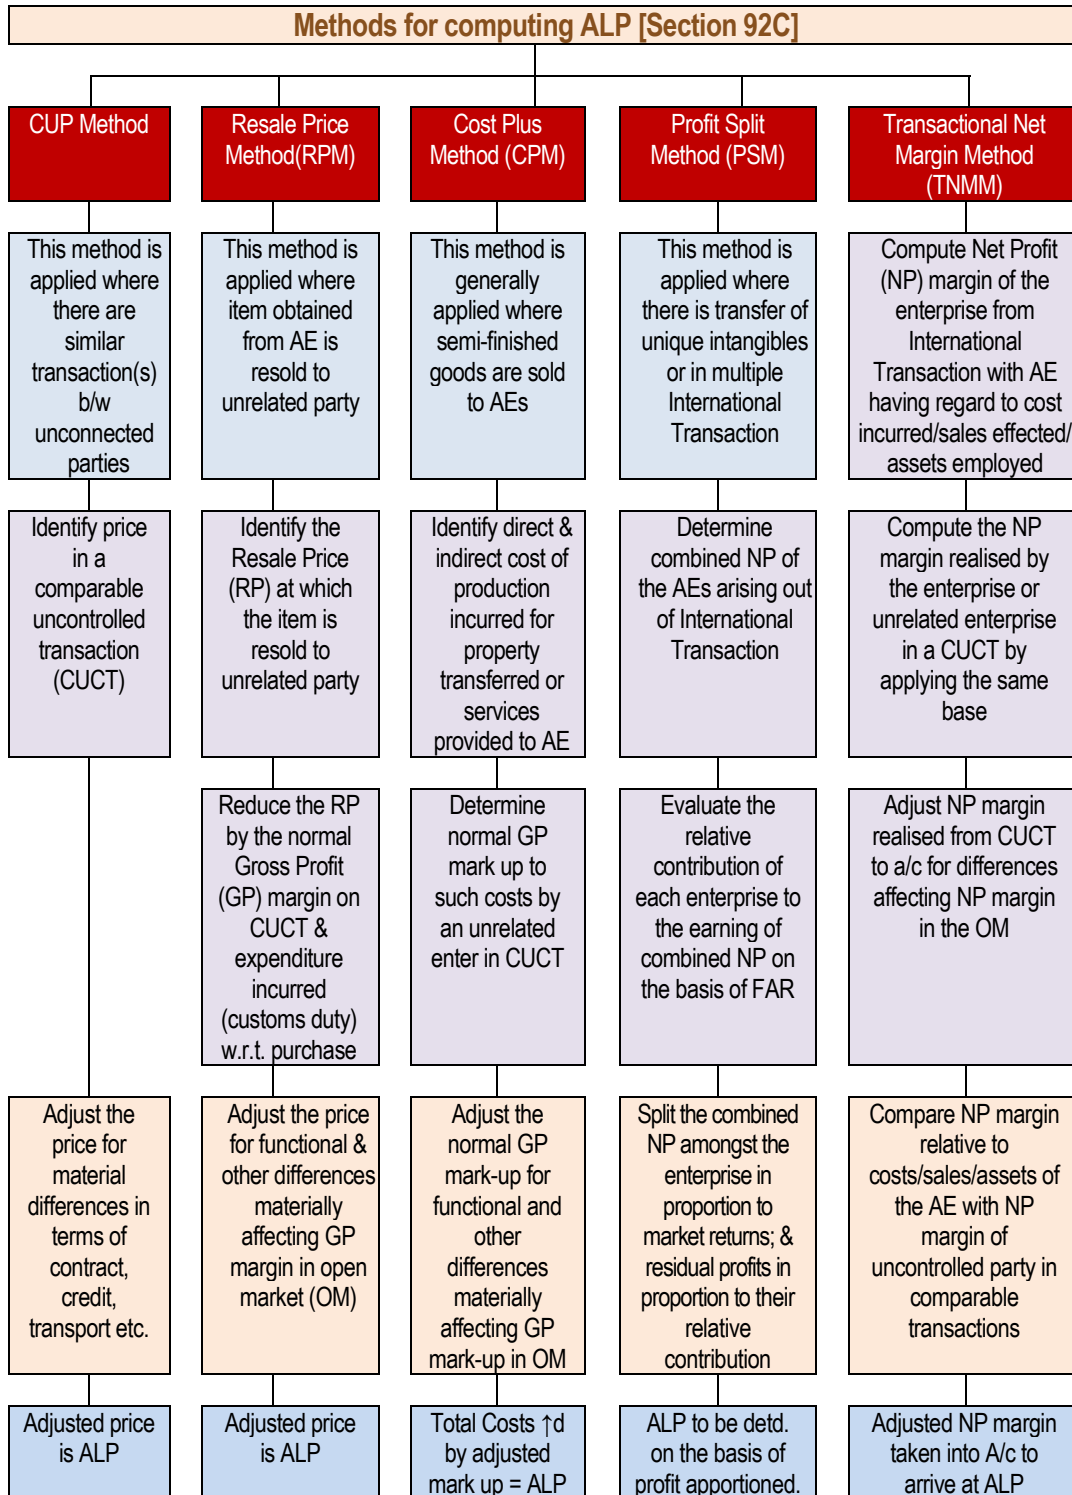 Methods for computing ALP [Section 92C]
CUP Method
Resale Price
Method(RPM)
Cost Plus
Method (CPM)
Profit Split
Method (PSM)
Transactional Net
Margin Method
(TNMM)
This method is
applied where
there are
similar
transaction(s)
b/w
unconnected
parties
This method is
applied where
item obtained
from AE is
resold to
unrelated party
This method is
generally
applied where
semi-finished
goods are sold
to AEs
This method is
applied where
there is transfer of
unique intangibles
or in multiple
International
Transaction
Compute Net Profit
(NP) margin of the
enterprise from
International
Transaction with AE
having regard to cost
incurred/sales effected/
assets employed
Identify price
in a
comparable
uncontrolled
transaction
(CUCT)
Identify the
Resale Price
(RP) at which
the item is
resold to
unrelated party
Identify direct &
indirect cost of
production
incurred for
property
transferred or
services
provided to AE
Determine
combined NP of
the AEs arising out
of International
Transaction
Compute the NP
margin realised by
the enterprise or
unrelated enterprise
in a CUCT by
applying the same
base
Reduce the RP
by the normal
Gross Profit
(GP) margin on
CUCT &
expenditure
incurred
(customs duty)
w.r.t. purchase
Determine
normal GP
mark up to
such costs by
an unrelated
enter in CUCT
Evaluate the
relative
contribution of
each enterprise to
the earning of
combined NP on
the basis of FAR
Adjust NP margin
realised from CUCT
to a/c for differences
affecting NP margin
in the OM
Adjust the
price for
material
differences in
terms of
contract,
credit,
transport etc.
Adjust the price
for functional &
other differences
materially
affecting GP
margin in open
market (OM)
Adjust the
normal GP
mark-up for
functional and
other
differences
materially
affecting GP
mark-up in OM
Split the combined
NP amongst the
enterprise in
proportion to
market returns; &
residual profits in
proportion to their
relative
contribution
Compare NP margin
relative to
costs/sales/assets of
the AE with NP
margin of
uncontrolled party in
comparable
transactions
Adjusted price
is ALP
Adjusted price
is ALP
Total Costs ↑d
by adjusted
mark up = ALP
ALP to be detd.
on the basis of
profit apportioned.
Adjusted NP margin
taken into A/c to
arrive at ALP